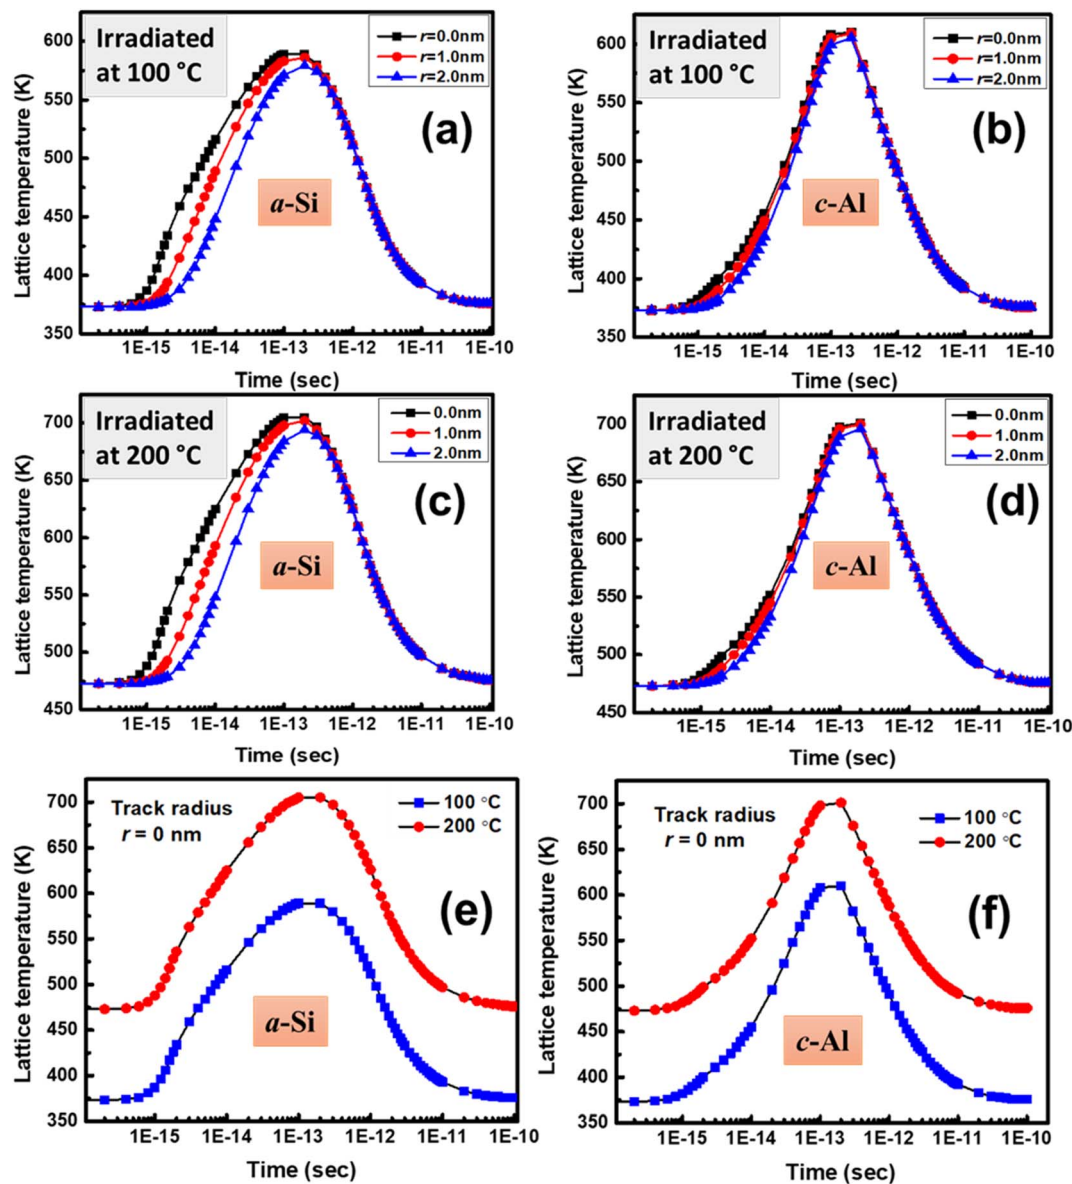 Irradiated
at 100 °C
r=0.0nm
r=1.0nm
r=2.0nm
(a)
a-Si
Lattice temperature (K)
600
550
500
450
400
350
1E-15 1E-14 1E-13 1E-12 1E-11 1E-10
Time (sec)
Irradiated
at 100 °C
r=0.0nm
r=1.0nm
r=2.0nm
(b)
c-Al
Lattice temperature (K)
600
550
500
450
400
350
1E-15 1E-14 1E-13 1E-12 1E-11 1E-10
Time (sec)
Irradiated
at 200 °C
0.0nm
1.0nm
2.0nm
(c)
a-Si
Lattice temperature (K)
700
650
600
550
500
450
1E-15 1E-14 1E-13 1E-12 1E-11 1E-10
Time (sec)
Irradiated
at 200 °C
0.0nm
1.0nm
2.0nm
(d)
c-Al
Lattice temperature (K)
700
650
600
550
500
450
1E-15 1E-14 1E-13 1E-12 1E-11 1E-10
Time (sec)
Track radius
r = 0 nm
100 °C
200 °C
(e)
a-Si
Lattice temperature (K)
700
650
600
550
500
450
400
350
1E-15 1E-14 1E-13 1E-12 1E-11 1E-10
Time (sec)
Track radius
r = 0 nm
100 °C
200 °C
(f)
c-Al
Lattice temperature (K)
700
650
600
550
500
450
400
350
1E-15 1E-14 1E-13 1E-12 1E-11 1E-10
Time (sec)